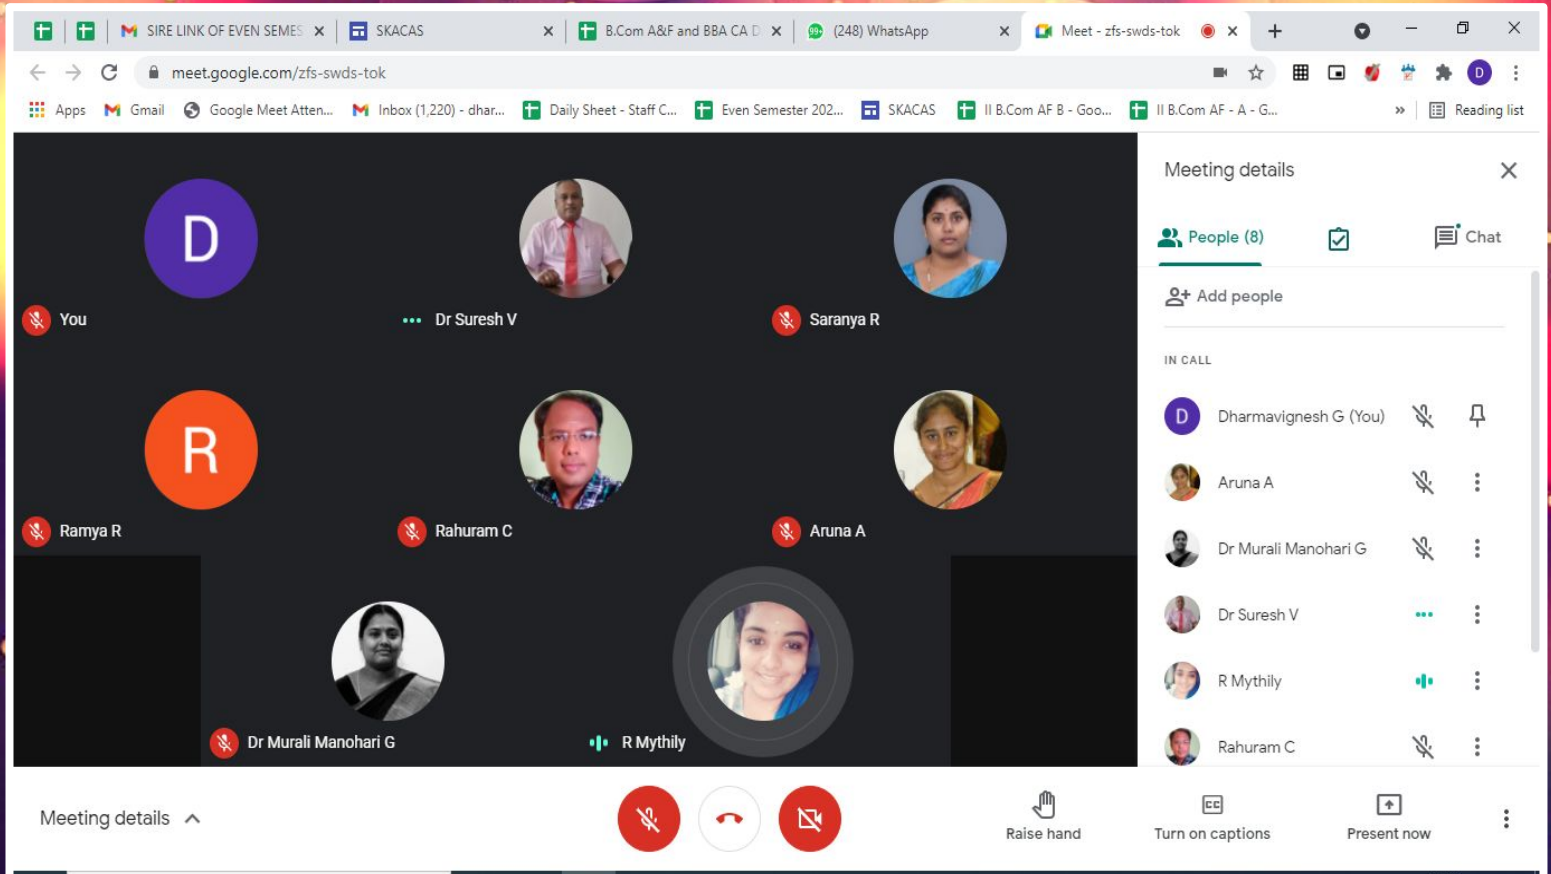 SIRE LINK OF EVEN SEMES
SKACAS
B.Com A&F and BBA CA D
99+
(248) WhatsApp
Meet - zfs-swds-tok
meet.google.com/zfs-swds-tok
D
Apps
Gmail
Google Meet Atten...
Inbox (1,220) - dhar...
Daily Sheet - Staff C...
Even Semester 202...
SKACAS
II B.Com AF B - Goo...
II B.Com AF - A - G...
»
Reading list
D
You
Dr Suresh V
Saranya R
R
Ramya R
Rahuram C
Aruna A
Dr Murali Manohari G
R Mythily
Meeting details
People (8)
Chat
Add people
IN CALL
D
Dharmavignesh G (You)
Aruna A
Dr Murali Manohari G
Dr Suresh V
R Mythily
Rahuram C
Meeting details
Raise hand
CC
Turn on captions
Present now